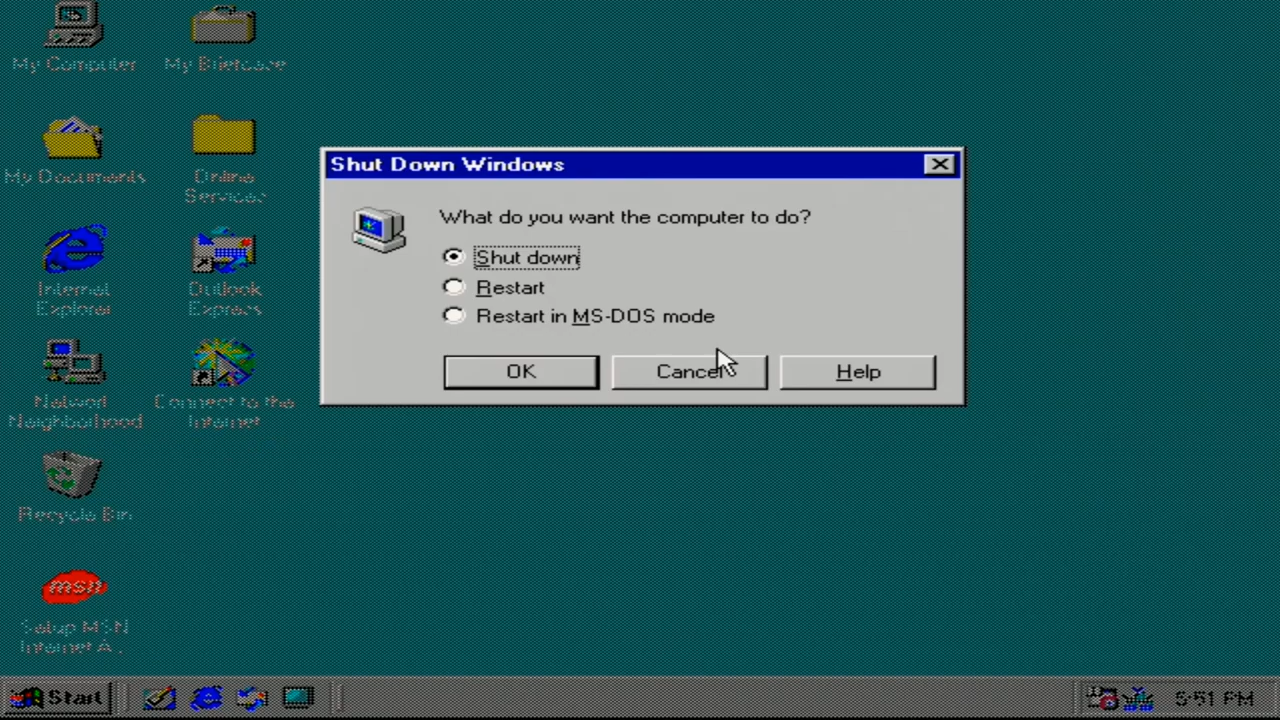 My Computer
My Briefcase
My Documents
Online
Services
Internet
Explorer
Outlook
Express
Network
Neighborhood
Connect to the
Internet
Recycle Bin
msn
Setup MSN
Internet A...
Shut Down Windows
What do you want the computer to do?
Shut down
Restart
Restart in MS-DOS mode
OK
Cancel
Help
Start
5:51 PM